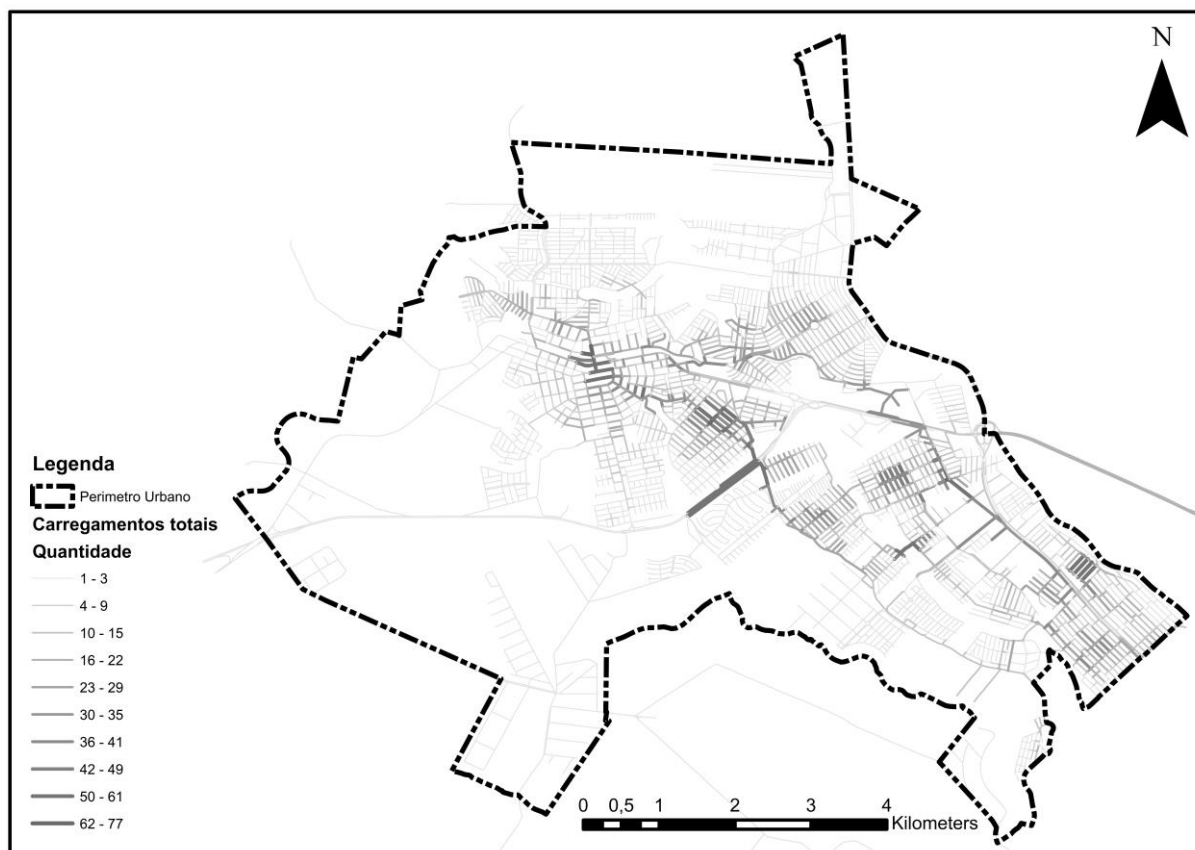 N
Legenda
Perimetro Urbano
Carregamentos totais
Quantidade
1 - 3
4 - 9
10 - 15
16 - 22
23 - 29
30 - 35
36 - 41
42 - 49
50 - 61
62 - 77
0 0,5 1 2 3 4
Kilometers